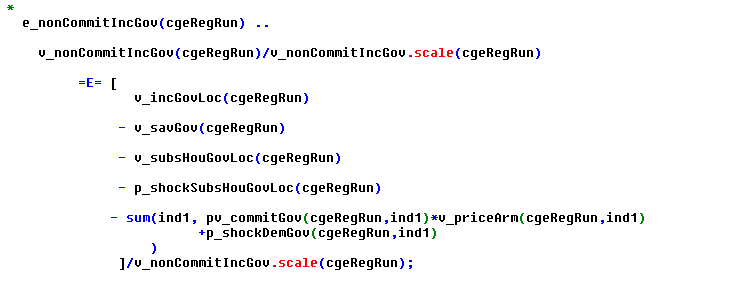 *
e_nonCommitIncGov(cgeRegRun) ..
v_nonCommitIncGov(cgeRegRun)/v_nonCommitIncGov.scale(cgeRegRun)
=E= [
v_incGovLoc(cgeRegRun)
- v_savGov(cgeRegRun)
- v_subsHouGovLoc(cgeRegRun)
- p_shockSubsHouGovLoc(cgeRegRun)
- sum(ind1, pv_commitGov(cgeRegRun,ind1)*v_priceArm(cgeRegRun,ind1)
+p_shockDemGov(cgeRegRun,ind1)
)
]/v_nonCommitIncGov.scale(cgeRegRun);